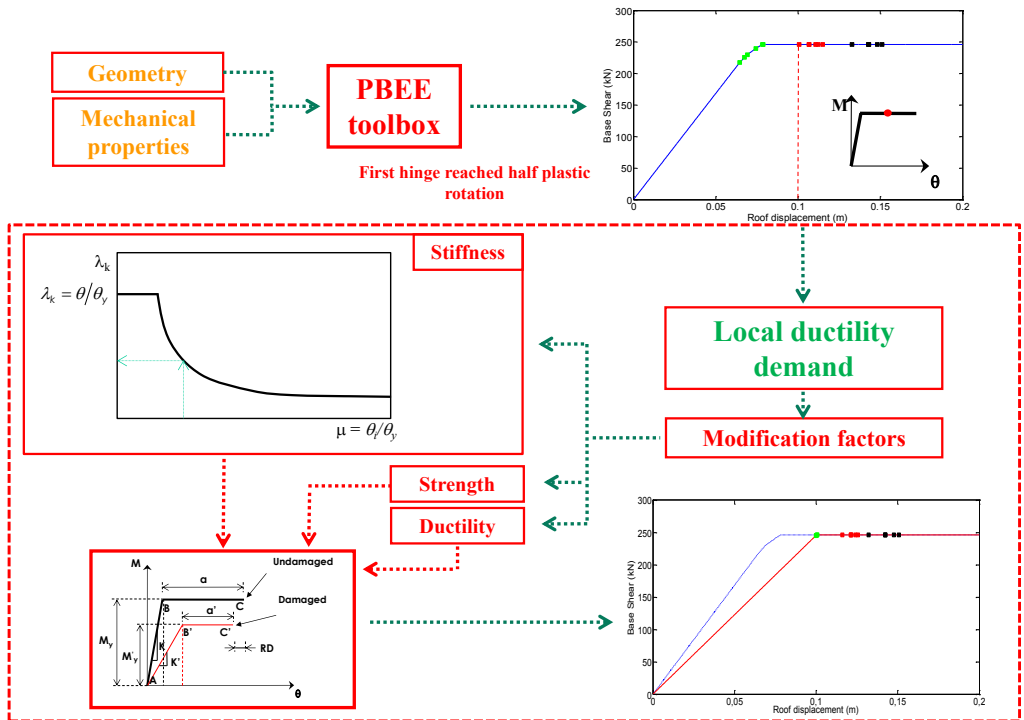 Geometry
Mechanical
properties
PBEE
toolbox
First hinge reached half plastic
rotation
Base Shear (kN)
300
250
200
150
100
50
0
0
0.05
0.1
0.15
0.2
Roof displacement (m)
M
θ
Stiffness
λk
λk = θ/θy
μ = θt/θy
Local ductility
demand
Modification factors
Strength
Ductility
M
Undamaged
a
B
C
Damaged
a'
B'
C'
My
M'y
K
K'
RD
A
θ
Base Shear (kN)
300
250
200
150
100
50
0
0
0,05
0,1
0,15
0,2
Roof displacement (m)